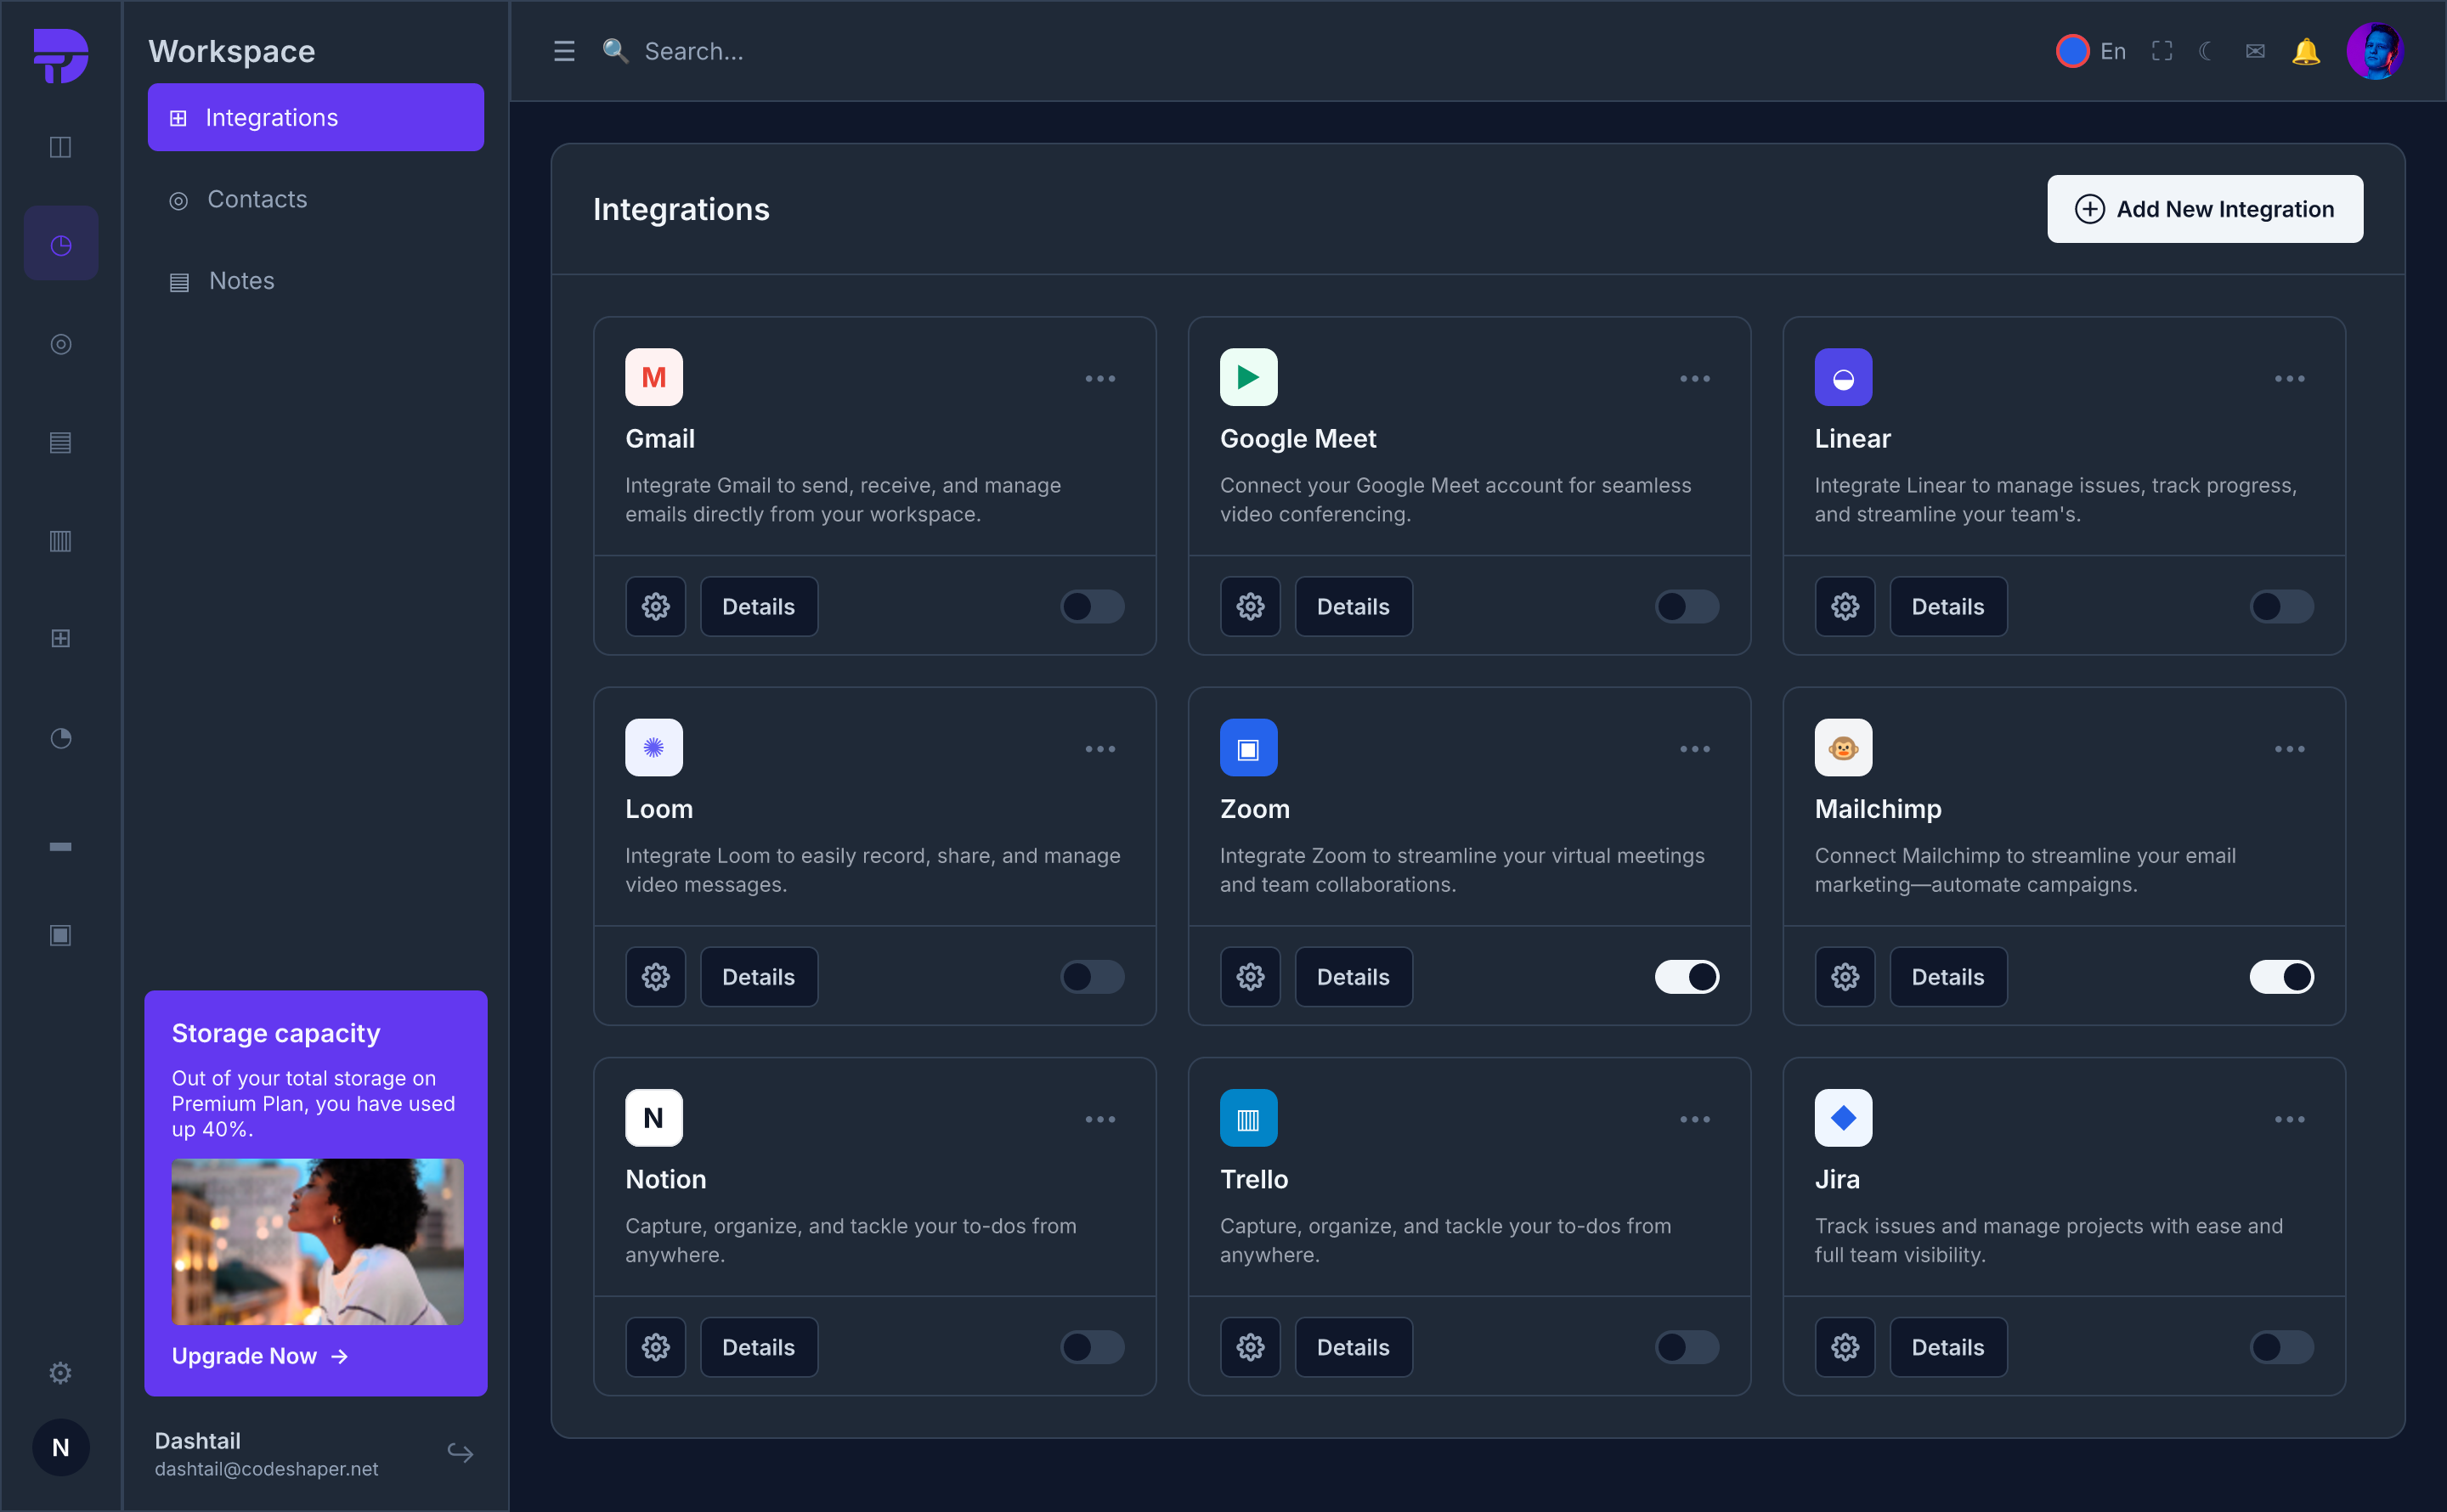 Workspace
Integrations
Contacts
Notes
Storage capacity
Out of your total storage on
Premium Plan, you have used
up 40%.
Upgrade Now →
N
Dashtail
dashtail@codeshaper.net
Search...
En
Integrations
Add New Integration
M
Gmail
Integrate Gmail to send, receive, and manage
emails directly from your workspace.
Details
Google Meet
Connect your Google Meet account for seamless
video conferencing.
Details
Linear
Integrate Linear to manage issues, track progress,
and streamline your team's.
Details
Loom
Integrate Loom to easily record, share, and manage
video messages.
Details
Zoom
Integrate Zoom to streamline your virtual meetings
and team collaborations.
Details
Mailchimp
Connect Mailchimp to streamline your email
marketing—automate campaigns.
Details
N
Notion
Capture, organize, and tackle your to-dos from
anywhere.
Details
Trello
Capture, organize, and tackle your to-dos from
anywhere.
Details
Jira
Track issues and manage projects with ease and
full team visibility.
Details